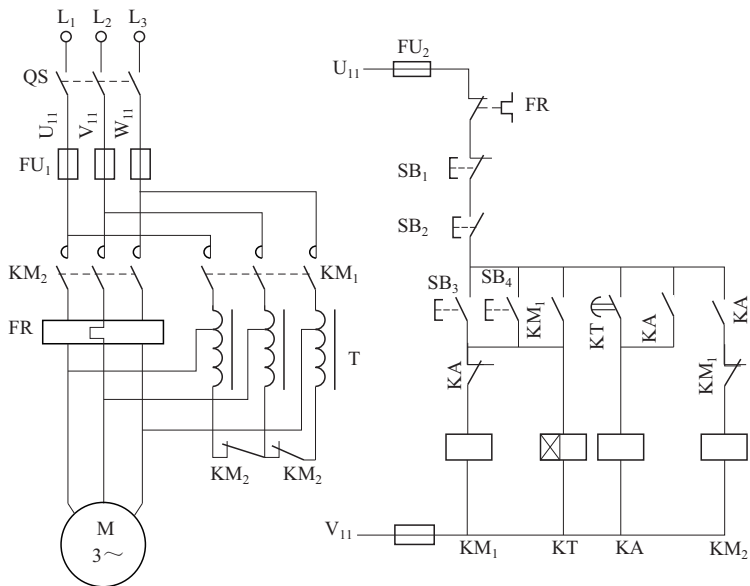 L₁ L₂ L₃
QS
U₁₁ V₁₁ W₁₁
FU₁
KM₂ KM₁
FR
T
KM₂ KM₂
M
3～
U₁₁ FU₂
FR
SB₁
SB₂
SB₃ SB₄ KM₁ KT KA KA
KA KM₁
V₁₁
KM₁ KT KA KM₂